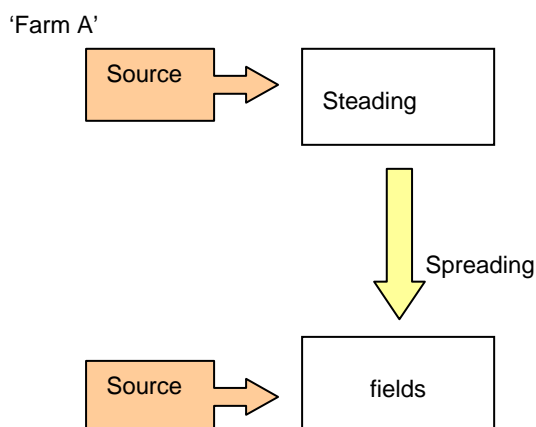 ‘Farm A’
Source
Steading
Spreading
Source
fields